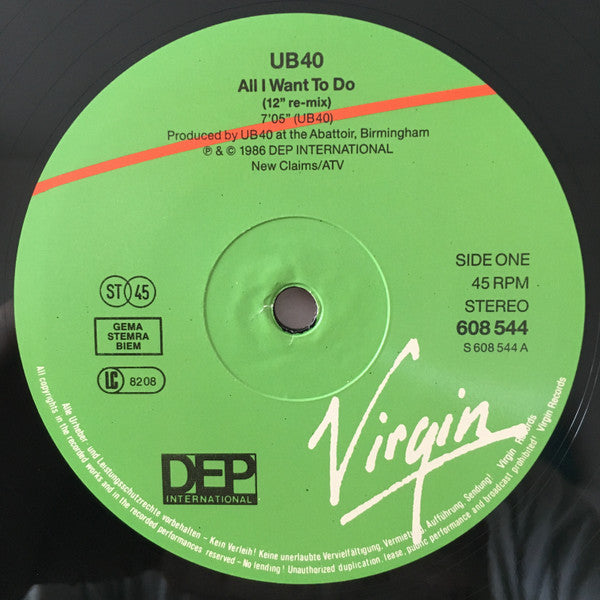 UB40
All I Want To Do
(12" re-mix)
7'05" (UB40)
Produced by UB40 at the Abattoir, Birmingham
℗ & © 1986 DEP INTERNATIONAL
New Claims/ATV
ST 45
GEMA
STEMRA
BIEM
LC 8208
SIDE ONE
45 RPM
STEREO
608 544
S 608 544 A
DEP
INTERNATIONAL
Virgin
Alle Urheber- und Leistungsschutzrechte vorbehalten – Kein Verleih! Keine unerlaubte Vervielfältigung, Vermietung, Aufführung, Sendung! Virgin Records
All copyrights in the recorded works and in the recorded performances reserved! – No lending! Unauthorized duplication, lease, public performance and broadcast prohibited! Virgin Records